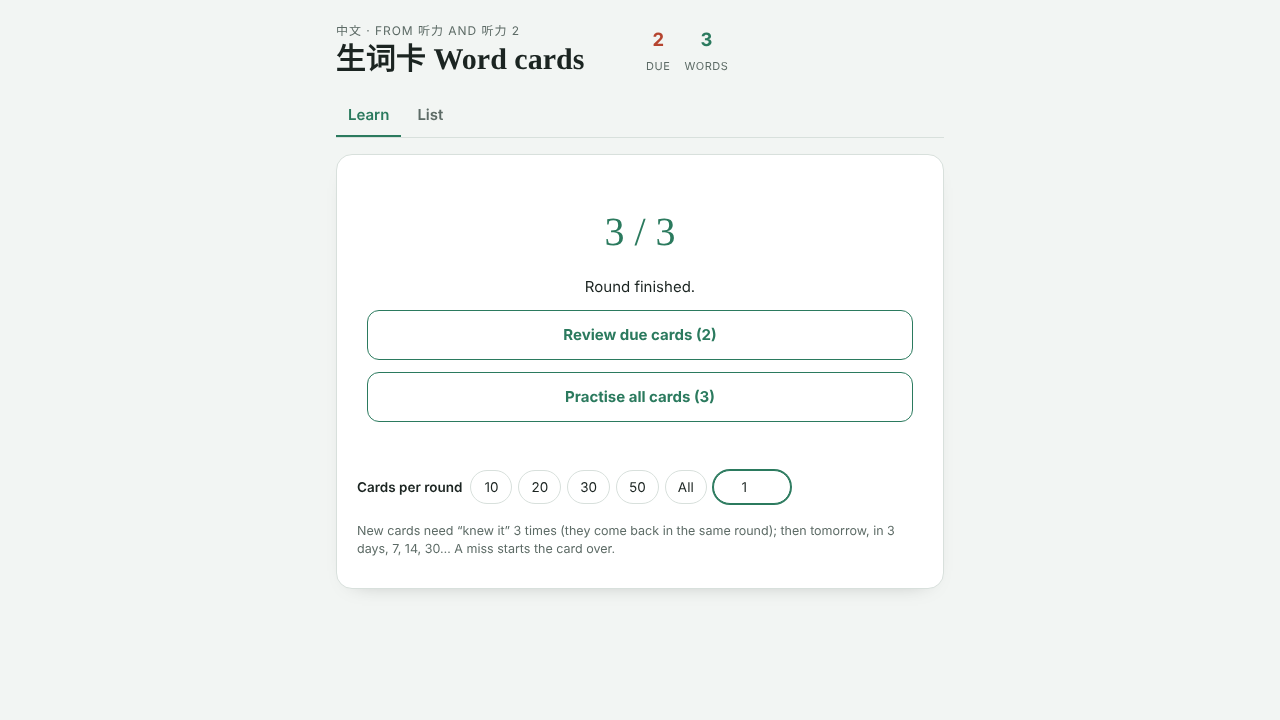 中文 · FROM 听力 AND 听力 2
生词卡 Word cards
2
DUE
3
WORDS
Learn
List
3 / 3
Round finished.
Review due cards (2)
Practise all cards (3)
Cards per round 10 20 30 50 All 1
New cards need “knew it” 3 times (they come back in the same round); then tomorrow, in 3
days, 7, 14, 30… A miss starts the card over.